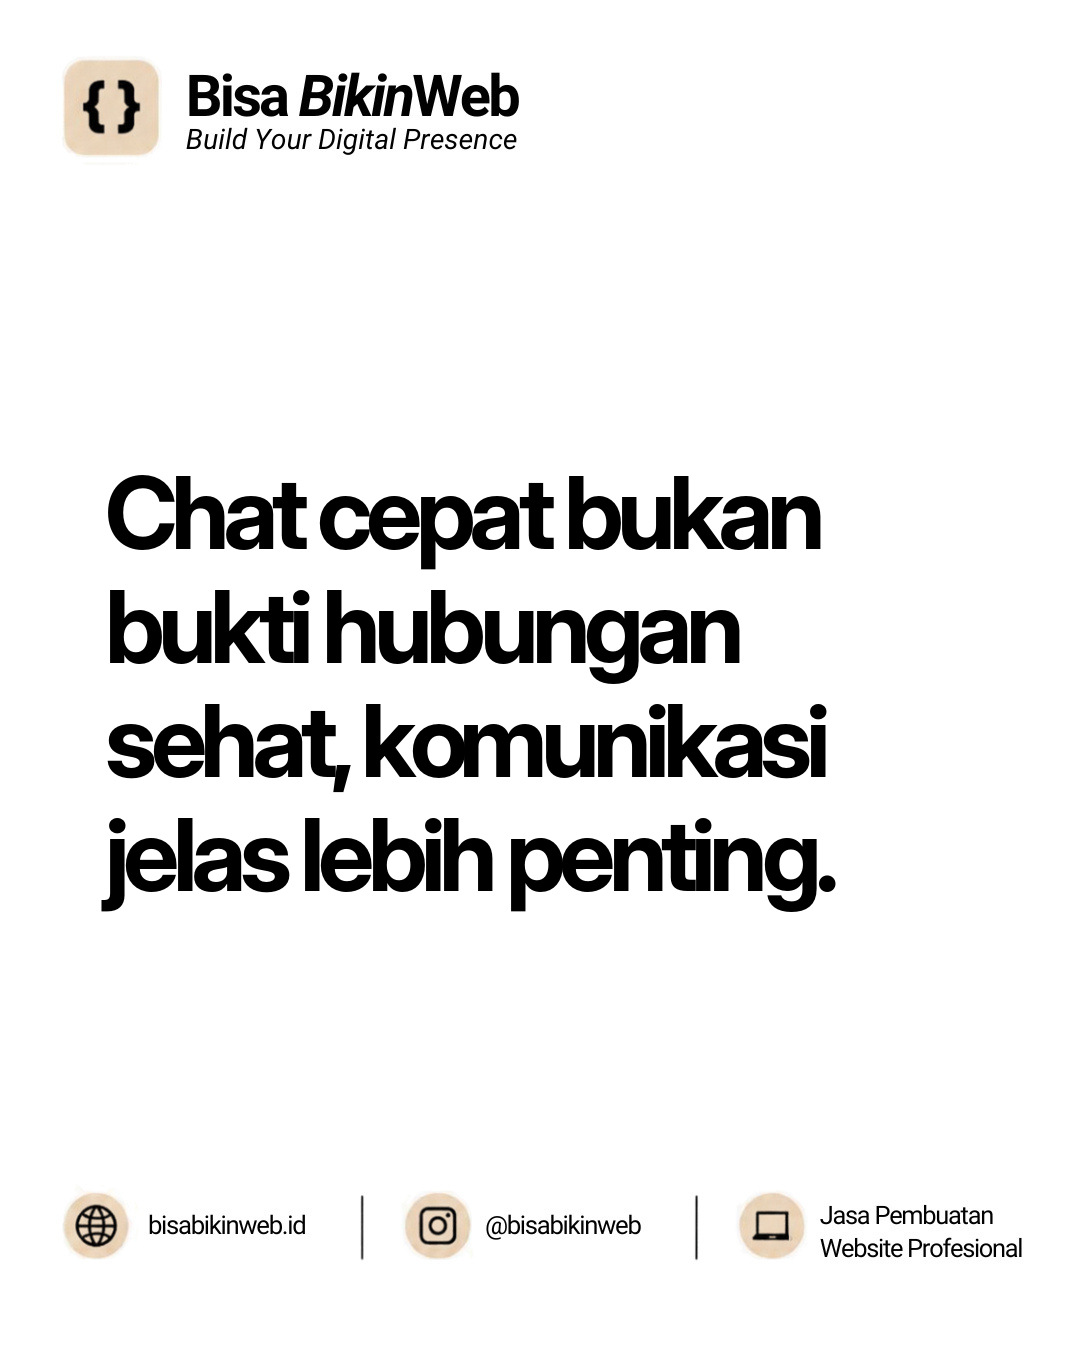 { }
Bisa BikinWeb
Build Your Digital Presence
Chat cepat bukan
bukti hubungan
sehat, komunikasi
jelas lebih penting.
bisabikinweb.id
@bisabikinweb
Jasa Pembuatan
Website Profesional